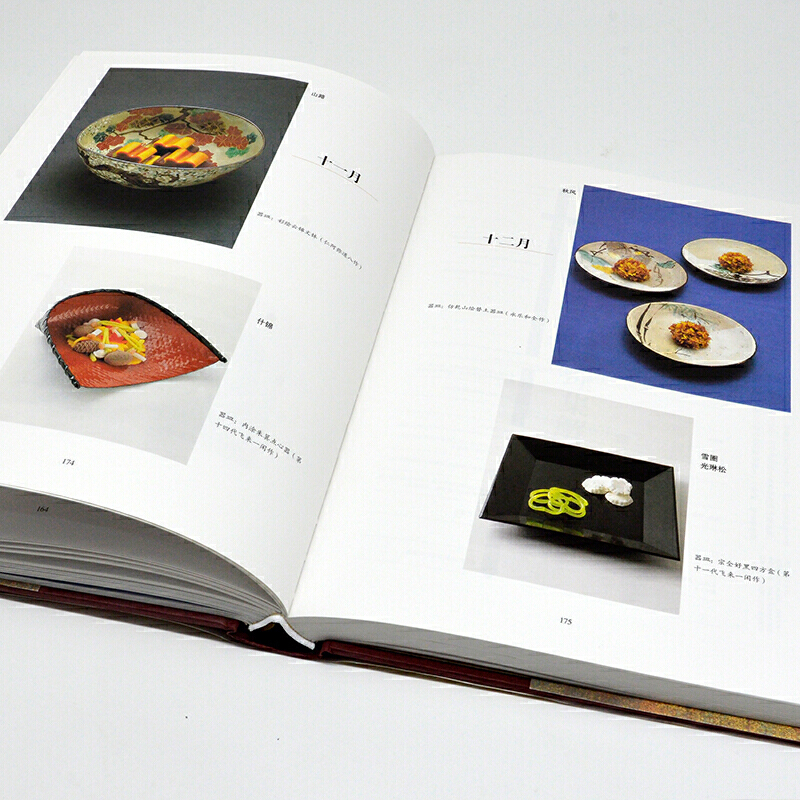 山路
十一月
器皿：彩绘云锦文钵（仁阿弥道八作）
什锦
器皿：内涂朱箕点心器（第
十四代飞来一闲作）
174
164
秋风
十二月
器皿：仿乾山绘替土器皿（永乐和全作）
雪圈
光琳松
器皿：宗全好黑四方盆（第
十一代飞来一闲作）
175